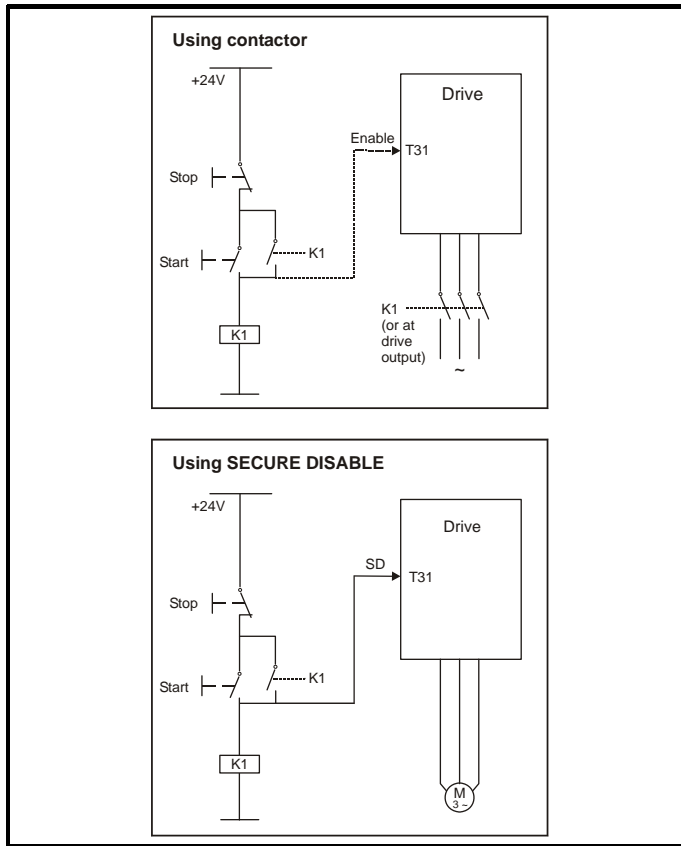 Using contactor
+24V
Drive
Enable
T31
Stop
K1
Start
K1
(or at
drive
output)
K1
~
Using SECURE DISABLE
+24V
Drive
SD
T31
Stop
K1
Start
K1
M
3 ~